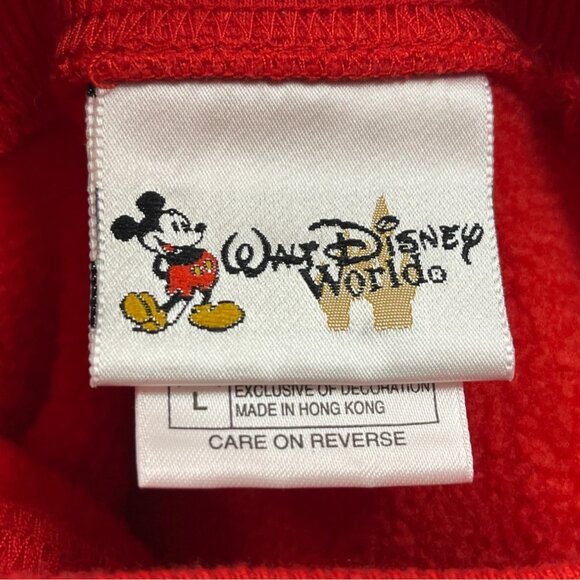 WALT DISNEY
World®
L
EXCLUSIVE OF DECORATION
MADE IN HONG KONG
CARE ON REVERSE